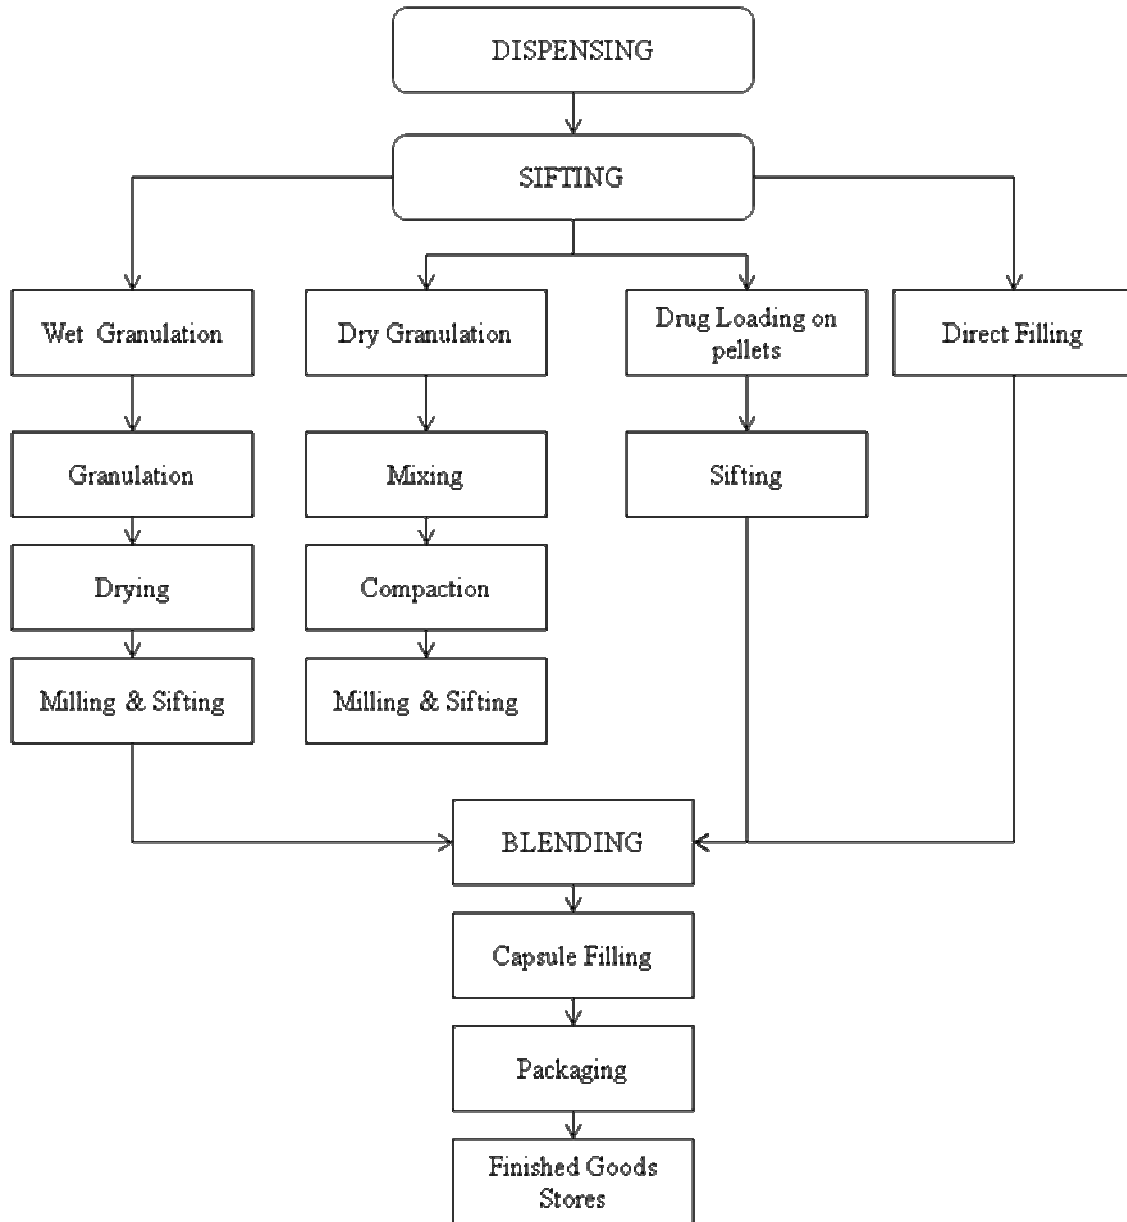 DISPENSING
SIFTING
Wet Granulation
Dry Granulation
Drug Loading on
pellets
Direct Filling
Granulation
Mixing
Sifting
Drying
Compaction
Milling & Sifting
Milling & Sifting
BLENDING
Capsule Filling
Packaging
Finished Goods
Stores